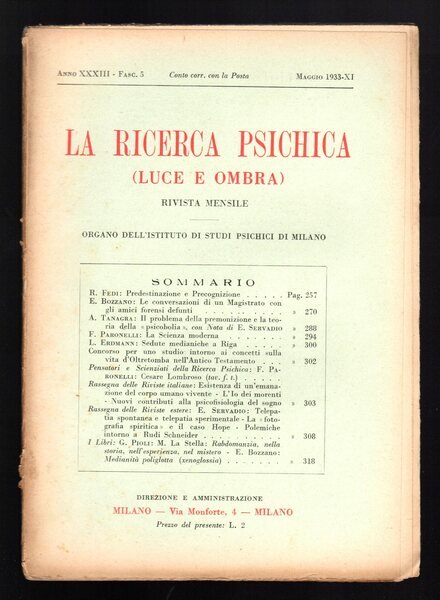 ANNO XXXIII - FASC. 5 Conto corr. con la Posta MAGGIO 1933-XI
LA RICERCA PSICHICA
(LUCE E OMBRA)
RIVISTA MENSILE
ORGANO DELL'ISTITUTO DI STUDI PSICHICI DI MILANO
SOMMARIO
R. FEDI: Predestinazione e Precognizione . . . . . Pag. 257
E. BOZZANO: Le conversazioni di un Magistrato con
gli amici forensi defunti . . . . . . . . . » 270
A. TANAGRA: Il problema della premonizione e la teo-
ria della « psicobolia », con Nota di E. SERVADIO » 288
F. PARONELLI: La Scienza moderna . . . . . . . » 294
L. ERDMANN: Sedute medianiche a Riga . . . . . » 300
Concorso per uno studio intorno ai concetti sulla
vita d'Oltretomba nell'Antico Testamento . . . » 302
Pensatori e Scienziati della Ricerca Psichica: F. PA-
RONELLI: Cesare Lombroso (tav. f. t.) . . . . .
Rassegna delle Riviste italiane: Esistenza di un'emana-
zione del corpo umano vivente - L'Io dei morenti
- Nuovi contributi alla psicofisiologia del sogno » 303
Rassegna delle Riviste estere: E. SERVADIO: Telepa-
tia spontanea e telepatia sperimentale - La « foto-
grafia spiritica » e il caso Hope - Polemiche
intorno a Rudi Schneider . . . . . . . . . » 308
I Libri: G. PIOLI: M. La Stella: Rabdomanzia, nella
storia, nell'esperienza, nel mistero - E. BOZZANO:
Medianità poliglotta (xenoglossia) . . . . . . » 318
DIREZIONE E AMMINISTRAZIONE
MILANO — Via Monforte, 4 — MILANO
Prezzo del presente: L. 2